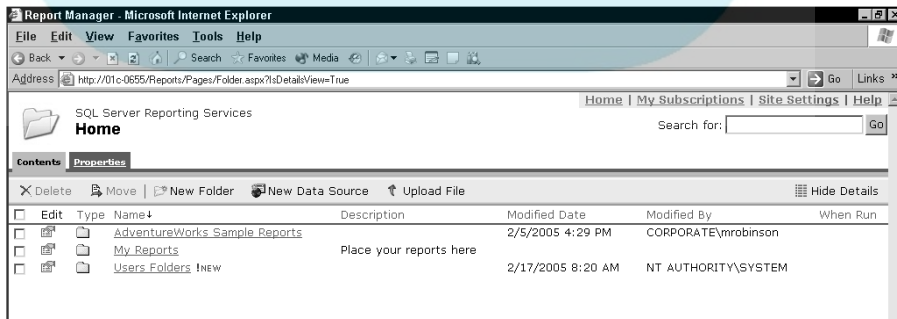 Report Manager - Microsoft Internet Explorer
File Edit View Favorites Tools Help
Back Search Favorites Media
Address http://01c-0655/Reports/Pages/Folder.aspx?IsDetailsView=True Go Links »
Home | My Subscriptions | Site Settings | Help
SQL Server Reporting Services
Home
Search for: Go
Contents Properties
Delete Move | New Folder New Data Source Upload File Hide Details
Edit Type Name↓ Description Modified Date Modified By When Run
AdventureWorks Sample Reports 2/5/2005 4:29 PM CORPORATE\mrobinson
My Reports Place your reports here
Users Folders !NEW 2/17/2005 8:20 AM NT AUTHORITY\SYSTEM